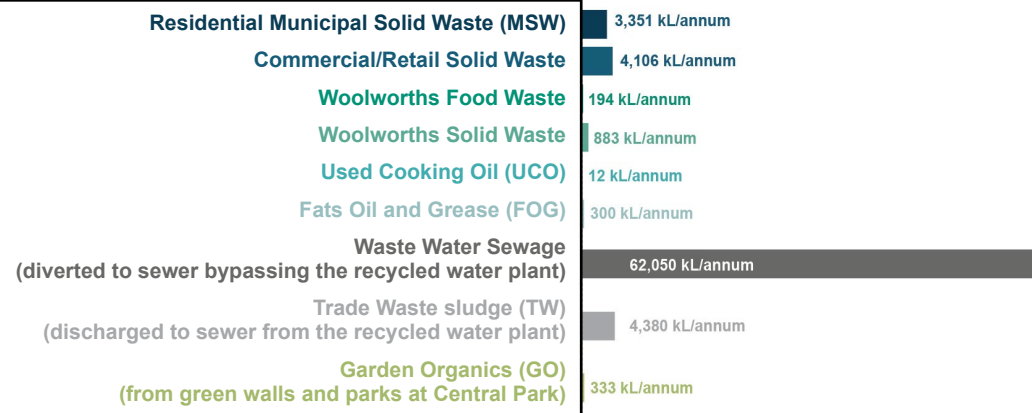 Residential Municipal Solid Waste (MSW) 3,351 kL/annum
Commercial/Retail Solid Waste 4,106 kL/annum
Woolworths Food Waste 194 kL/annum
Woolworths Solid Waste 883 kL/annum
Used Cooking Oil (UCO) 12 kL/annum
Fats Oil and Grease (FOG) 300 kL/annum
Waste Water Sewage
(diverted to sewer bypassing the recycled water plant) 62,050 kL/annum
Trade Waste sludge (TW)
(discharged to sewer from the recycled water plant) 4,380 kL/annum
Garden Organics (GO)
(from green walls and parks at Central Park) 333 kL/annum